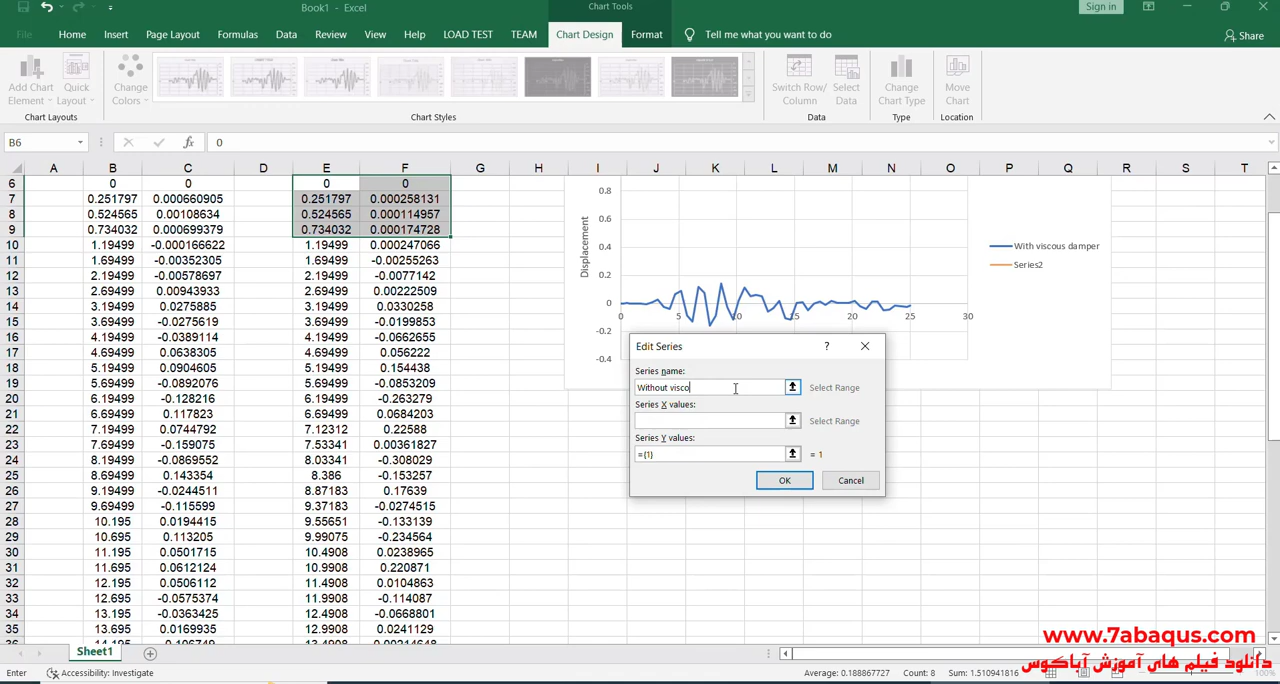 Book1 - Excel
Chart Tools
Sign in
File Home Insert Page Layout Formulas Data Review View Help LOAD TEST TEAM Chart Design Format Tell me what you want to do Share
Add Chart Element Quick Layout Change Colors Switch Row/ Column Select Data Change Chart Type Move Chart
Chart Layouts Chart Styles Data Type Location
B6 fx 0
A B C D E F G H I J K L M N O P Q R S T
6 0 0 0 0
7 0.251797 0.000660905 0.251797 0.000258131
8 0.524565 0.00108634 0.524565 0.000114957
9 0.734032 0.000699379 0.734032 0.000174728
10 1.19499 -0.000166622 1.19499 0.000247066
11 1.69499 -0.00352305 1.69499 -0.00255263
12 2.19499 -0.00578697 2.19499 -0.0077142
13 2.69499 0.00943933 2.69499 0.00222509
14 3.19499 0.0275885 3.19499 0.0330258
15 3.69499 -0.0275619 3.69499 -0.0199853
16 4.19499 -0.0389114 4.19499 -0.0662655
17 4.69499 0.0638305 4.69499 0.056222
18 5.19499 0.0904605 5.19499 0.154438
19 5.69499 -0.0892076 5.69499 -0.0853209
20 6.19499 -0.128216 6.19499 -0.263279
21 6.69499 0.117823 6.69499 0.0684203
22 7.19499 0.0744792 7.12312 0.22588
23 7.69499 -0.159075 7.53341 0.00361827
24 8.19499 -0.0869552 8.03341 -0.308029
25 8.69499 0.143354 8.386 -0.153257
26 9.19499 -0.0244511 8.87183 0.17639
27 9.69499 -0.115599 9.37183 -0.0274515
28 10.195 0.0194415 9.55651 -0.133139
29 10.695 0.113205 9.99075 -0.234564
30 11.195 0.0501715 10.4908 0.0238965
31 11.695 0.0612124 10.9908 0.220871
32 12.195 0.0506112 11.4908 0.0104863
33 12.695 -0.0575374 11.9908 -0.114087
34 13.195 -0.0363425 12.4908 -0.0668801
35 13.695 0.0169935 12.9908 0.0241129
0.8
0.6
0.4
0.2
0
-0.2
-0.4
Displacement
0 5 10 15 20 25 30
With viscous damper
Series2
Edit Series ?
Series name:
Without visco Select Range
Series X values:
Select Range
Series Y values:
={1} = 1
OK Cancel
www.7abaqus.com
دانلود فیلم های آموزش آباکوس
Sheet1
Enter Accessibility: Investigate Average: 0.188867727 Count: 8 Sum: 1.510941816 100%